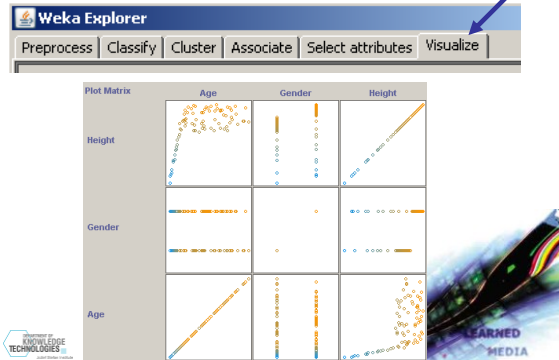 Weka Explorer
Preprocess Classify Cluster Associate Select attributes Visualize
Plot Matrix Age Gender Height
Height
Gender
Age
DEPARTMENT OF
KNOWLEDGE
TECHNOLOGIES
LEARNED
MEDIA